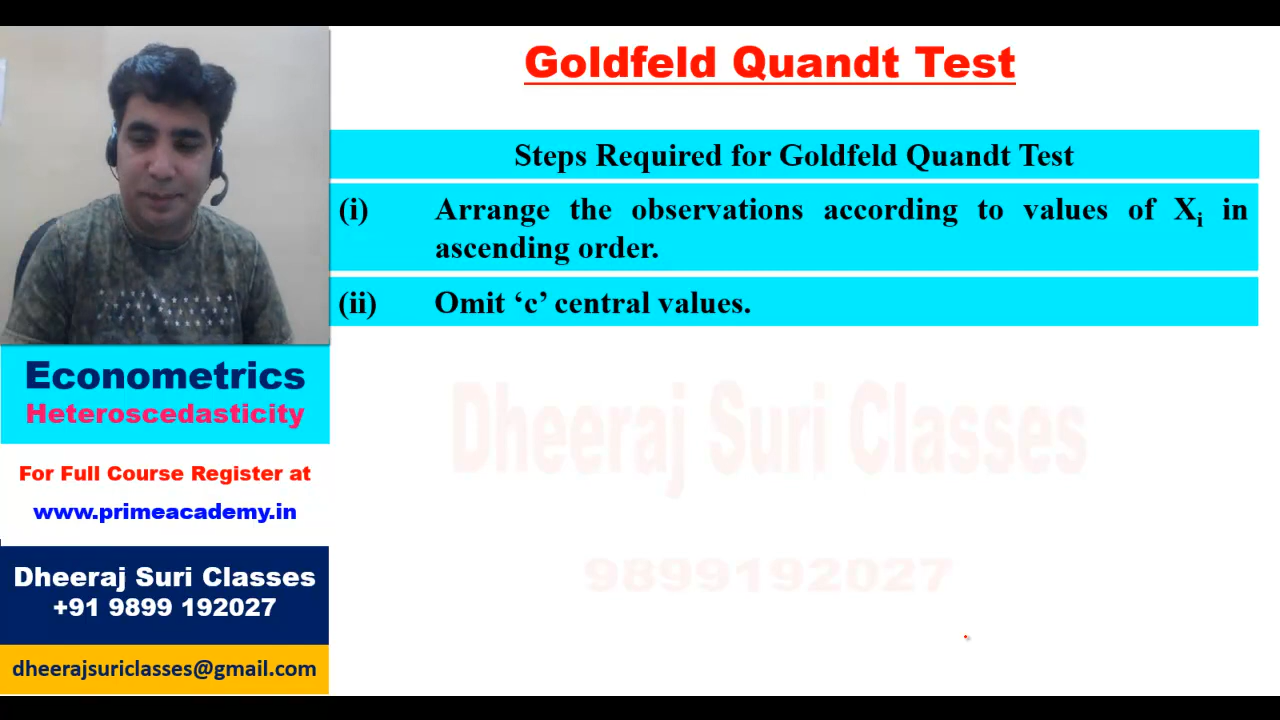 Goldfeld Quandt Test
Steps Required for Goldfeld Quandt Test
(i) Arrange the observations according to values of Xi in
ascending order.
(ii) Omit ‘c’ central values.
Econometrics
Heteroscedasticity
For Full Course Register at
www.primeacademy.in
Dheeraj Suri Classes
+91 9899 192027
dheerajsuriclasses@gmail.com
Dheeraj Suri Classes
9899192027